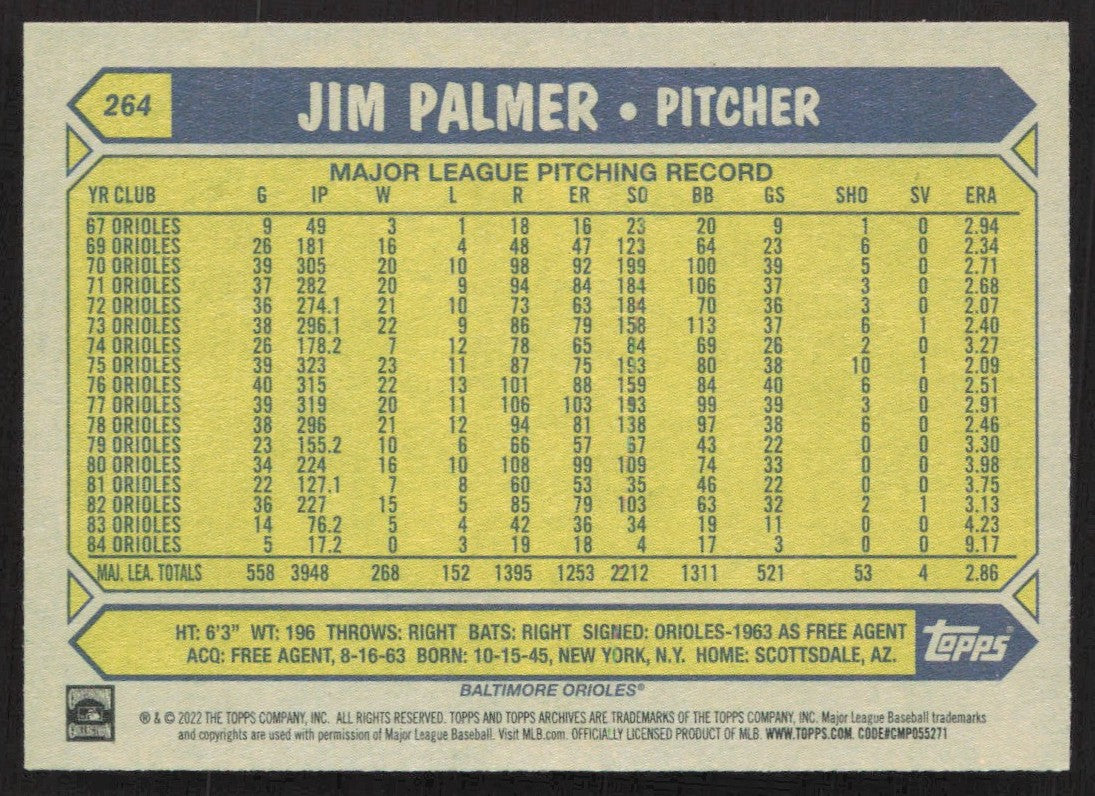 264
JIM PALMER • PITCHER
MAJOR LEAGUE PITCHING RECORD
YR CLUB G IP W L R ER SO BB GS SHO SV ERA
67 ORIOLES 9 49 3 1 18 16 23 20 9 1 0 2.94
69 ORIOLES 26 181 16 4 48 47 123 64 23 6 0 2.34
70 ORIOLES 39 305 20 10 98 92 199 100 39 5 0 2.71
71 ORIOLES 37 282 20 9 94 84 184 106 37 3 0 2.68
72 ORIOLES 36 274.1 21 10 73 63 184 70 36 3 0 2.07
73 ORIOLES 38 296.1 22 9 86 79 158 113 37 6 1 2.40
74 ORIOLES 26 178.2 7 12 78 65 84 69 26 2 0 3.27
75 ORIOLES 39 323 23 11 87 75 193 80 38 10 1 2.09
76 ORIOLES 40 315 22 13 101 88 159 84 40 6 0 2.51
77 ORIOLES 39 319 20 11 106 103 193 99 39 3 0 2.91
78 ORIOLES 38 296 21 12 94 81 138 97 38 6 0 2.46
79 ORIOLES 23 155.2 10 6 66 57 67 43 22 0 0 3.30
80 ORIOLES 34 224 16 10 108 99 109 74 33 0 0 3.98
81 ORIOLES 22 127.1 7 8 60 53 35 46 22 0 0 3.75
82 ORIOLES 36 227 15 5 85 79 103 63 32 2 1 3.13
83 ORIOLES 14 76.2 5 4 42 36 34 19 11 0 0 4.23
84 ORIOLES 5 17.2 0 3 19 18 4 17 3 0 0 9.17
MAJ. LEA. TOTALS 558 3948 268 152 1395 1253 2212 1311 521 53 4 2.86
HT: 6'3" WT: 196 THROWS: RIGHT BATS: RIGHT SIGNED: ORIOLES-1963 AS FREE AGENT
ACQ: FREE AGENT, 8-16-63 BORN: 10-15-45, NEW YORK, N.Y. HOME: SCOTTSDALE, AZ.
topps®
BALTIMORE ORIOLES®
® & © 2022 THE TOPPS COMPANY, INC. ALL RIGHTS RESERVED. TOPPS AND TOPPS ARCHIVES ARE TRADEMARKS OF THE TOPPS COMPANY, INC. Major League Baseball trademarks
and copyrights are used with permission of Major League Baseball. Visit MLB.com. OFFICIALLY LICENSED PRODUCT OF MLB. WWW.TOPPS.COM. CODE#CMP055271